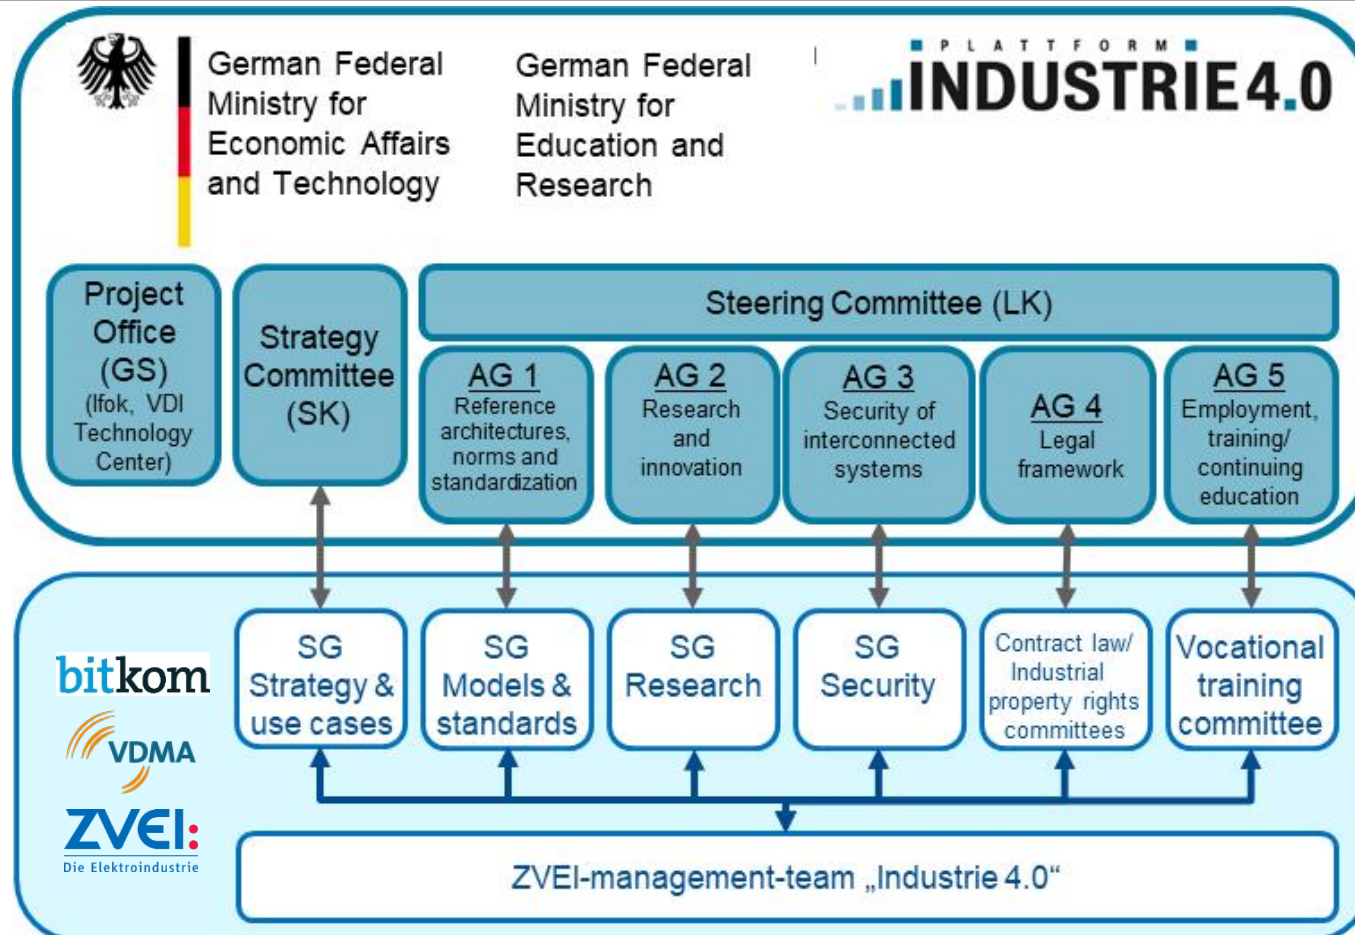 German Federal
Ministry for
Economic Affairs
and Technology
German Federal
Ministry for
Education and
Research
PLATTFORM
INDUSTRIE 4.0
Project
Office
(GS)
(Ifok, VDI
Technology
Center)
Strategy
Committee
(SK)
Steering Committee (LK)
AG 1
Reference
architectures,
norms and
standardization
AG 2
Research
and
innovation
AG 3
Security of
interconnected
systems
AG 4
Legal
framework
AG 5
Employment,
training/
continuing
education
bitkom
VDMA
ZVEI:
Die Elektroindustrie
SG
Strategy &
use cases
SG
Models &
standards
SG
Research
SG
Security
Contract law/
Industrial
property rights
committees
Vocational
training
committee
ZVEI-management-team „Industrie 4.0“